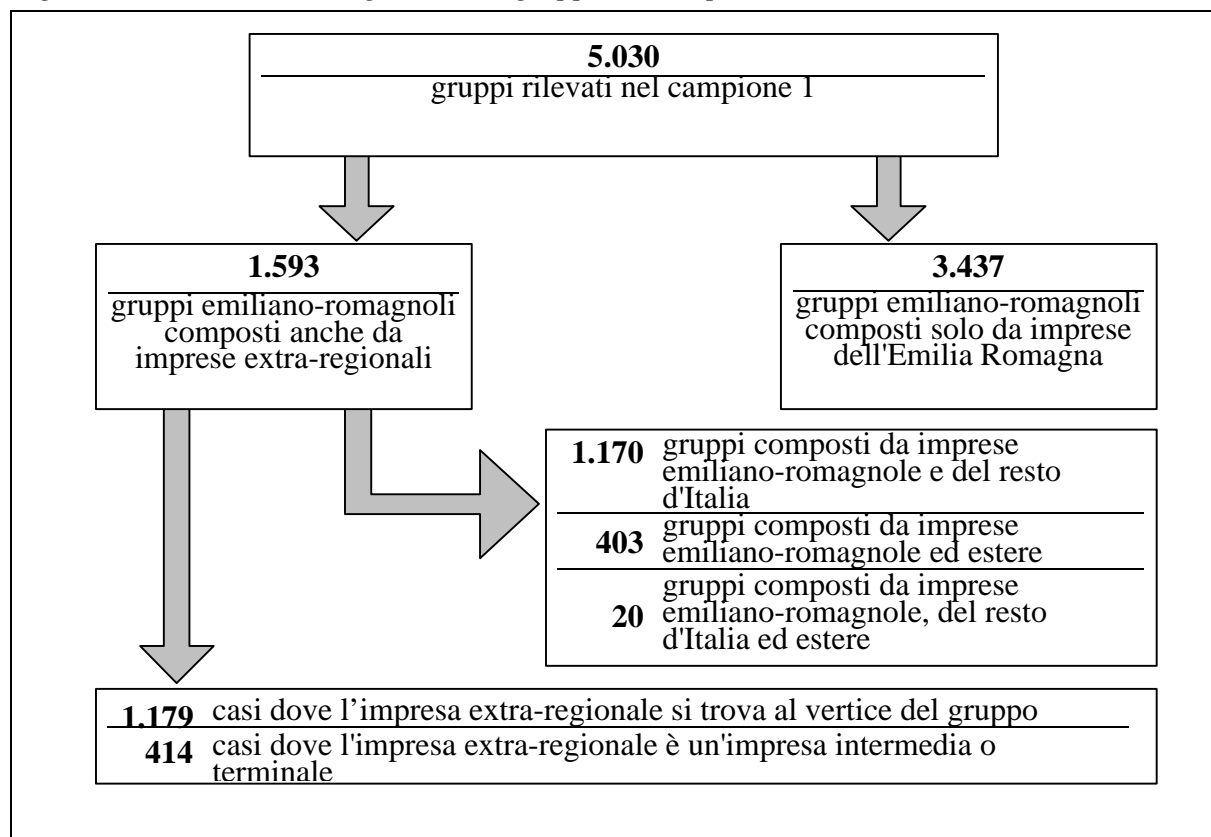 5.030
gruppi rilevati nel campione 1
1.593
gruppi emiliano-romagnoli
composti anche da
imprese extra-regionali
3.437
gruppi emiliano-romagnoli
composti solo da imprese
dell'Emilia Romagna
1.170 gruppi composti da imprese
emiliano-romagnole e del resto
d'Italia
403 gruppi composti da imprese
emiliano-romagnole ed estere
gruppi composti da imprese
20 emiliano-romagnole, del resto
d'Italia ed estere
1.179 casi dove l’impresa extra-regionale si trova al vertice del gruppo
414 casi dove l'impresa extra-regionale è un'impresa intermedia o
terminale